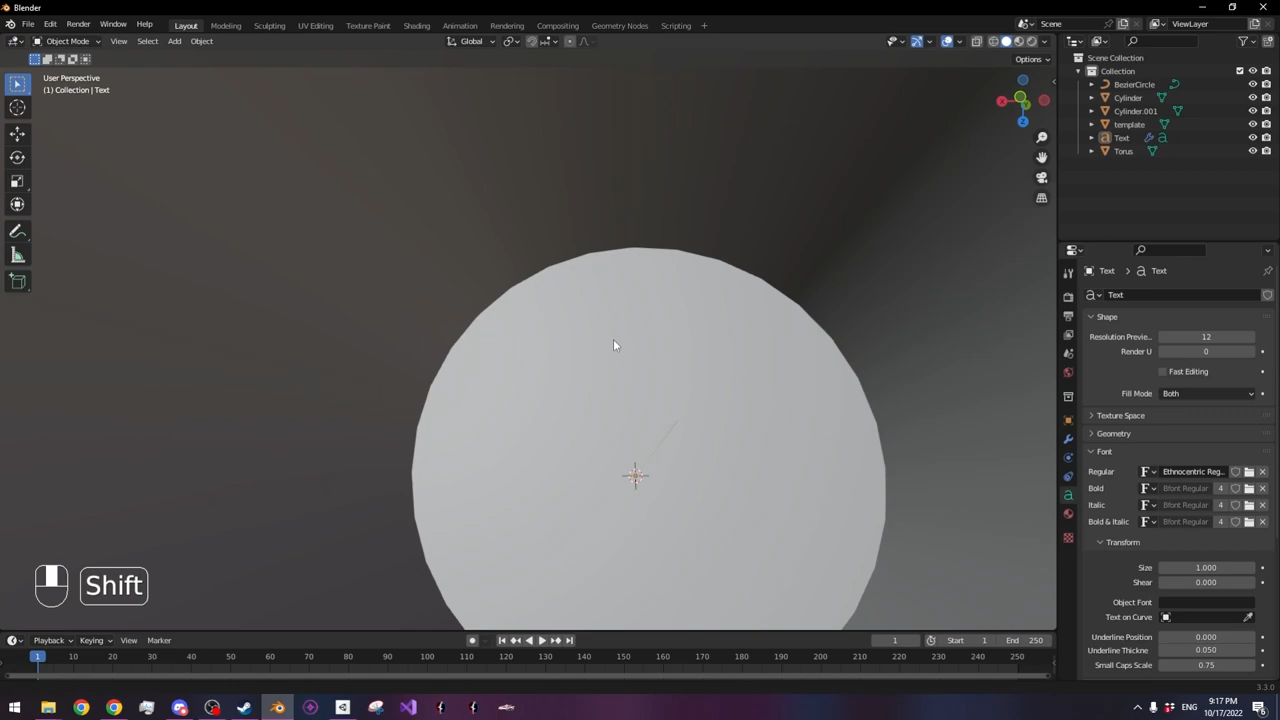 Blender
File Edit Render Window Help Layout Modeling Sculpting UV Editing Texture Paint Shading Animation Rendering Compositing Geometry Nodes Scripting + Scene ViewLayer
Object Mode View Select Add Object Global
Options
User Perspective
(1) Collection | Text
X
Y
Z
Scene Collection
Collection
BezierCircle
Cylinder
Cylinder.001
template
Text
Torus
Text > Text
Text
Shape
Resolution Previe... 12
Render U 0
Fast Editing
Fill Mode Both
Texture Space
Geometry
Font
Regular F Ethnocentric Reg...
Bold F Bfont Regular 4
Italic F Bfont Regular 4
Bold & Italic F Bfont Regular 4
Transform
Size 1.000
Shear 0.000
Object Font
Text on Curve
Underline Position 0.000
Underline Thickne 0.050
Small Caps Scale 0.75
Shift
Playback Keying View Marker 1 Start 1 End 250
1 10 20 30 40 50 60 70 80 90 100 110 120 130 140 150 160 170 180 190 200 210 220 230 240 250
3.3.0
9:17 PM
10/17/2022
6